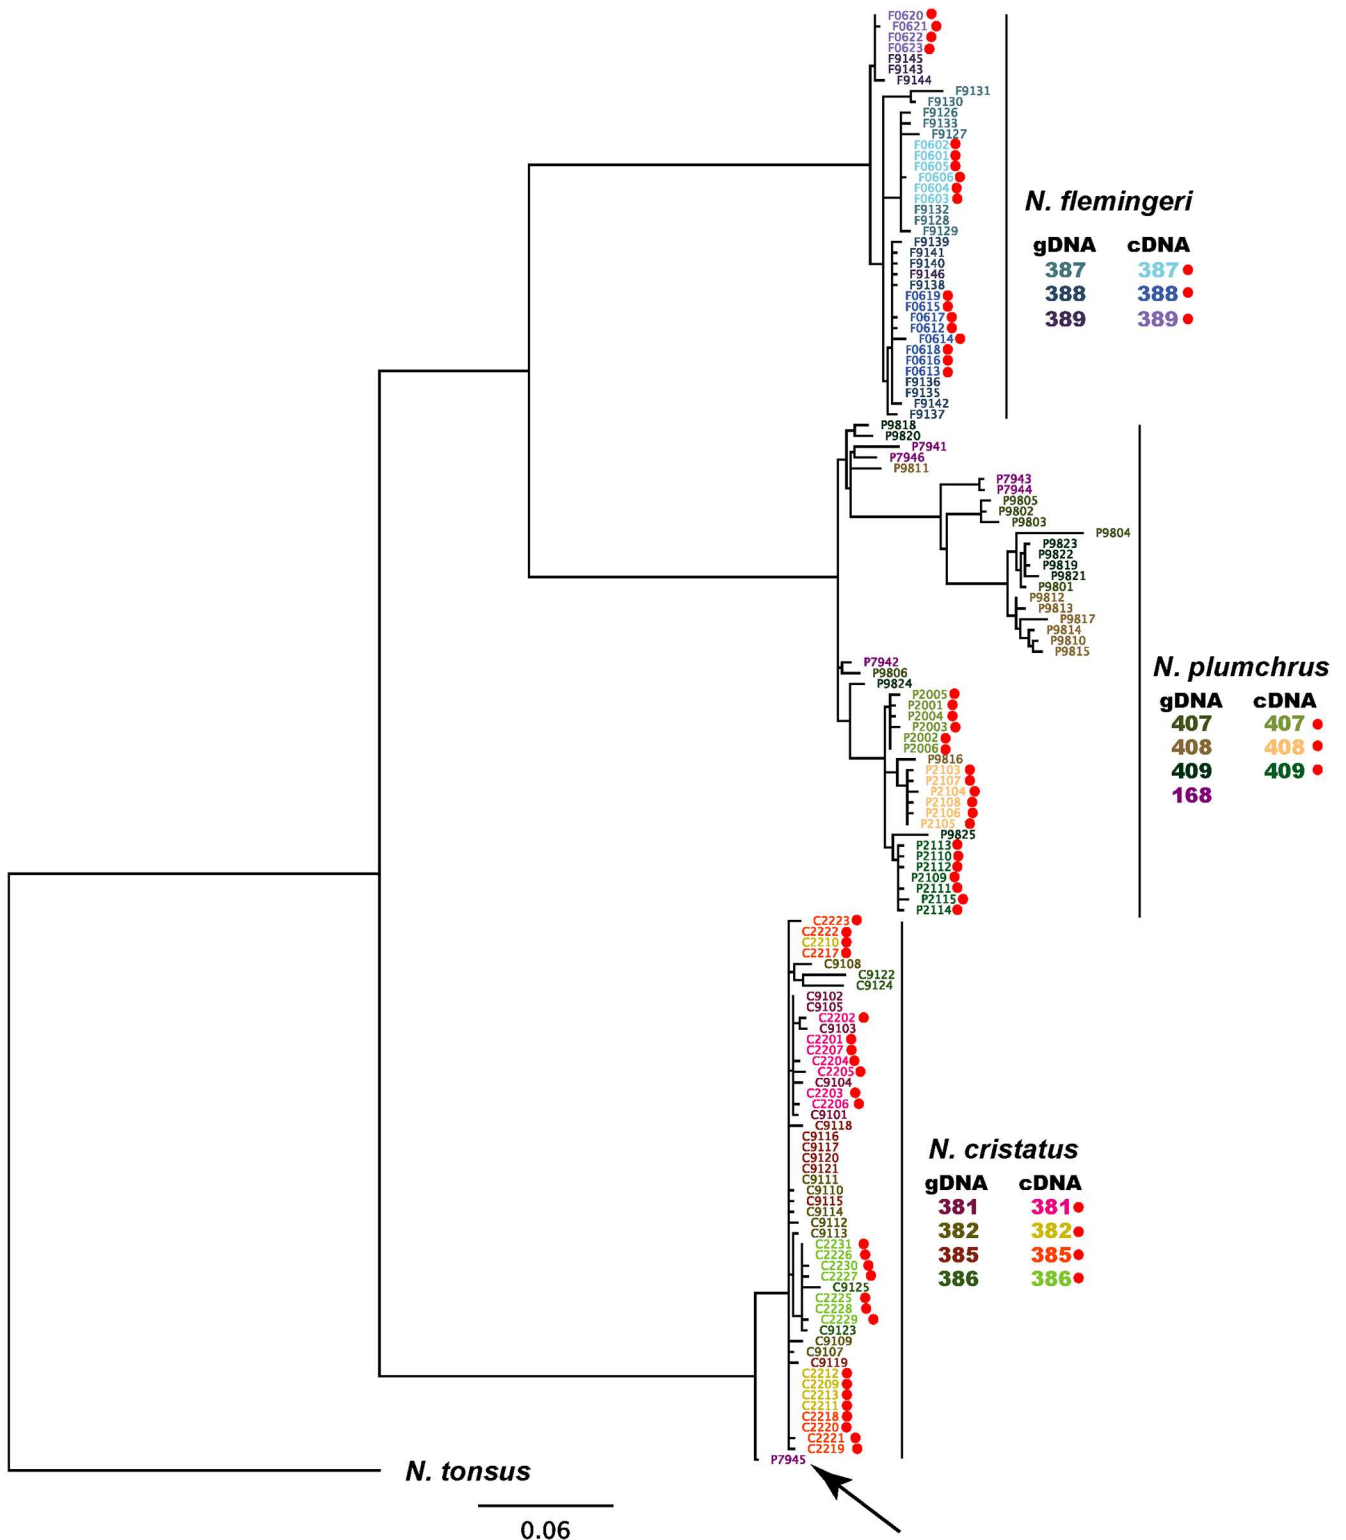 F0620
F0621
F0622
F0623
F9145
F9143
F9144
F9131
F9130
F9126
F9133
F9127
F0602
F0601
F0605
F0606
F0604
F0603
F9132
F9128
F9129
F9139
F9141
F9140
F9146
F9138
F0619
F0615
F0617
F0612
F0614
F0618
F0616
F0613
F9136
F9135
F9142
F9137
N. flemingeri
gDNA cDNA
387 387
388 388
389 389
P9818
P9820
P7941
P7946
P9811
P7943
P7944
P9805
P9802
P9803
P9804
P9823
P9822
P9819
P9821
P9801
P9812
P9813
P9817
P9814
P9810
P9815
P7942
P9806
P9824
P2005
P2001
P2004
P2003
P2002
P2006
P9816
P2103
P2107
P2104
P2108
P2106
P2105
P9825
P2113
P2110
P2112
P2109
P2111
P2115
P2114
N. plumchrus
gDNA cDNA
407 407
408 408
409 409
168
C2223
C2222
C2210
C2217
C9108
C9122
C9124
C9102
C9105
C2202
C9103
C2201
C2207
C2204
C2205
C9104
C2203
C2206
C9101
C9118
C9116
C9117
C9120
C9121
C9111
C9110
C9115
C9114
C9112
C9113
C2231
C2226
C2230
C2227
C9125
C2225
C2228
C2229
C9123
C9109
C9107
C9119
C2212
C2209
C2213
C2211
C2218
C2220
C2221
C2219
P7945
N. cristatus
gDNA cDNA
381 381
382 382
385 385
386 386
N. tonsus
0.06